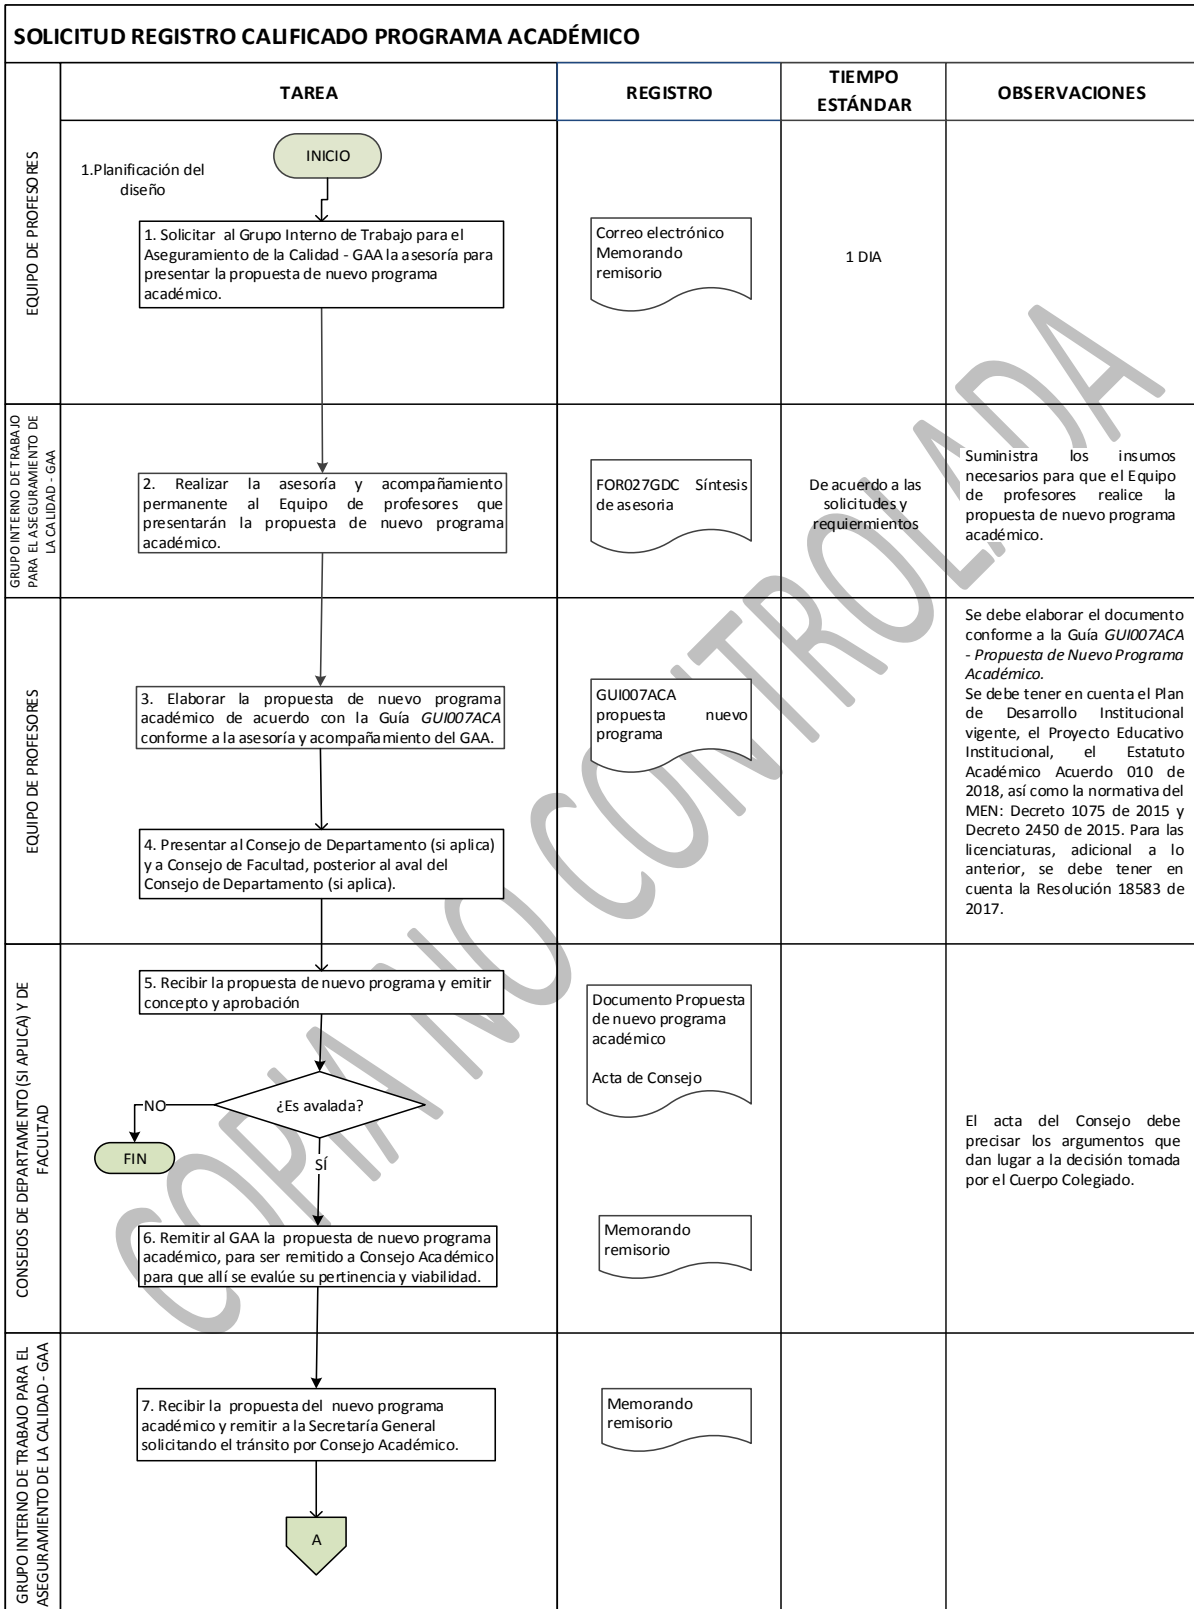 SOLICITUD REGISTRO CALIFICADO PROGRAMA ACADÉMICO
TAREA
REGISTRO
TIEMPO
ESTÁNDAR
OBSERVACIONES
EQUIPO DE PROFESORES
1.Planificación del
diseño
INICIO
1. Solicitar al Grupo Interno de Trabajo para el
Aseguramiento de la Calidad - GAA la asesoría para
presentar la propuesta de nuevo programa
académico.
Correo electrónico
Memorando
remisorio
1 DIA
GRUPO INTERNO DE TRABAJO
PARA EL ASEGURAMIENTO DE
LA CALIDAD - GAA
2. Realizar la asesoría y acompañamiento
permanente al Equipo de profesores que
presentarán la propuesta de nuevo programa
académico.
FOR027GDC Síntesis
de asesoria
De acuerdo a las
solicitudes y
requiermientos
Suministra los insumos
necesarios para que el Equipo
de profesores realice la
propuesta de nuevo programa
académico.
EQUIPO DE PROFESORES
3. Elaborar la propuesta de nuevo programa
académico de acuerdo con la Guía GUI007ACA
conforme a la asesoría y acompañamiento del GAA.
GUI007ACA
propuesta nuevo
programa
4. Presentar al Consejo de Departamento (si aplica)
y a Consejo de Facultad, posterior al aval del
Consejo de Departamento (si aplica).
Se debe elaborar el documento
conforme a la Guía GUI007ACA
- Propuesta de Nuevo Programa
Académico.
Se debe tener en cuenta el Plan
de Desarrollo Institucional
vigente, el Proyecto Educativo
Institucional, el Estatuto
Académico Acuerdo 010 de
2018, así como la normativa del
MEN: Decreto 1075 de 2015 y
Decreto 2450 de 2015. Para las
licenciaturas, adicional a lo
anterior, se debe tener en
cuenta la Resolución 18583 de
2017.
CONSEJOS DE DEPARTAMENTO (SI APLICA) Y DE
FACULTAD
5. Recibir la propuesta de nuevo programa y emitir
concepto y aprobación
Documento Propuesta
de nuevo programa
académico
Acta de Consejo
¿Es avalada?
NO
FIN
SÍ
El acta del Consejo debe
precisar los argumentos que
dan lugar a la decisión tomada
por el Cuerpo Colegiado.
6. Remitir al GAA la propuesta de nuevo programa
académico, para ser remitido a Consejo Académico
para que allí se evalúe su pertinencia y viabilidad.
Memorando
remisorio
GRUPO INTERNO DE TRABAJO PARA EL
ASEGURAMIENTO DE LA CALIDAD - GAA
7. Recibir la propuesta del nuevo programa
académico y remitir a la Secretaría General
solicitando el tránsito por Consejo Académico.
Memorando
remisorio
A
COPIA NO CONTROLADA